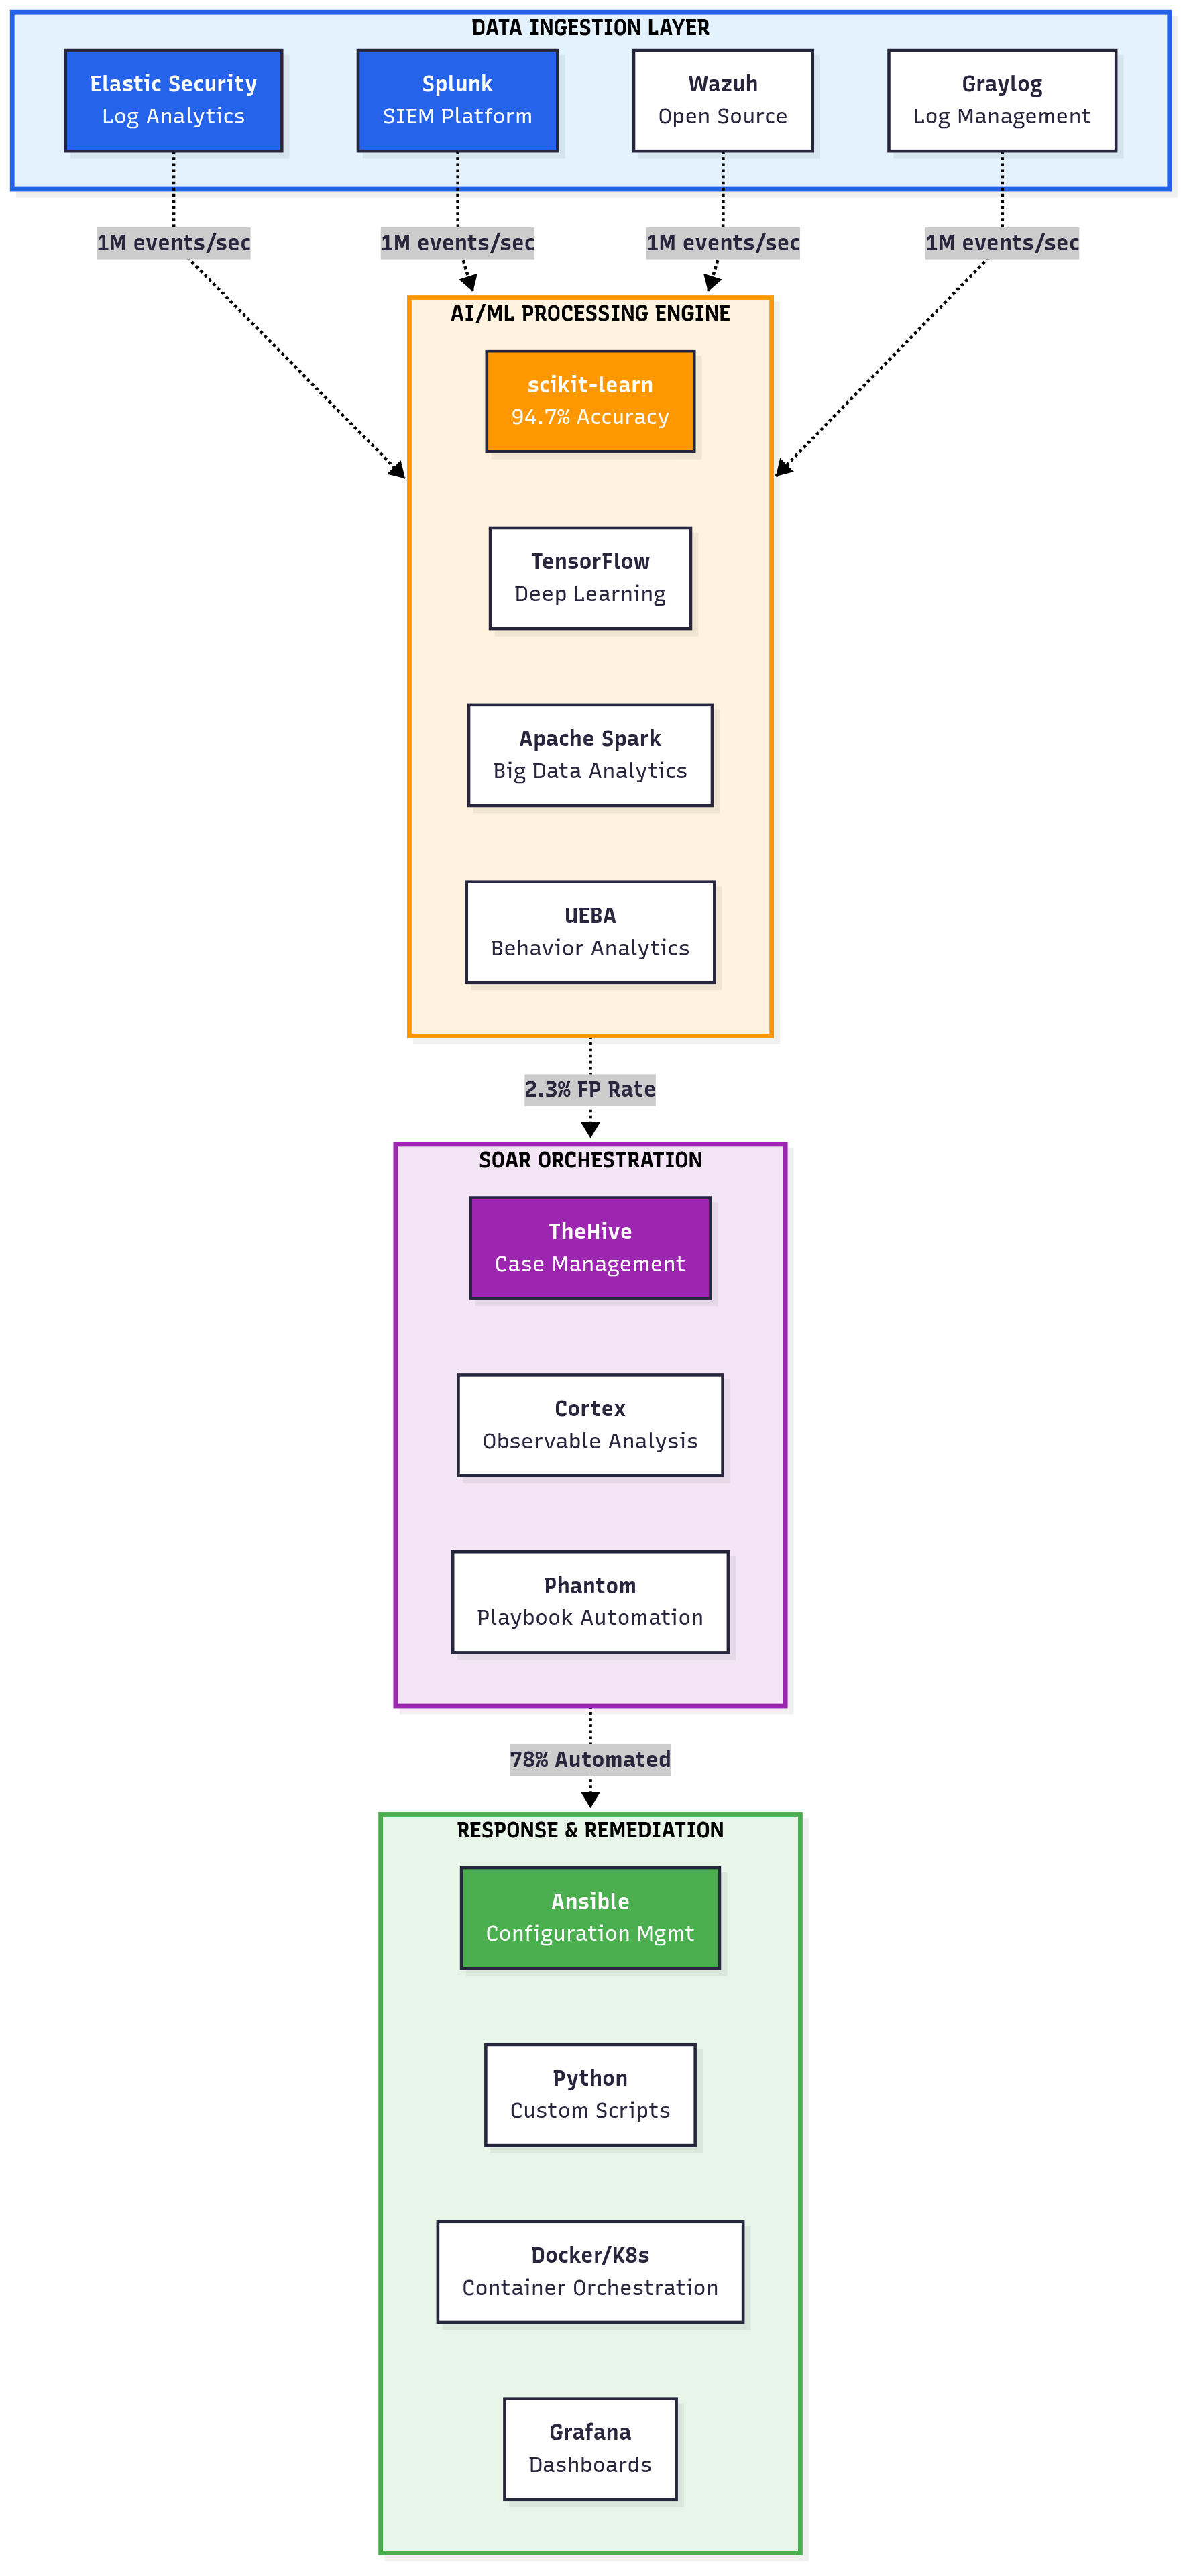 DATA INGESTION LAYER
Elastic Security
Log Analytics
Splunk
SIEM Platform
Wazuh
Open Source
Graylog
Log Management
1M events/sec
1M events/sec
1M events/sec
1M events/sec
AI/ML PROCESSING ENGINE
scikit-learn
94.7% Accuracy
TensorFlow
Deep Learning
Apache Spark
Big Data Analytics
UEBA
Behavior Analytics
2.3% FP Rate
SOAR ORCHESTRATION
TheHive
Case Management
Cortex
Observable Analysis
Phantom
Playbook Automation
78% Automated
RESPONSE & REMEDIATION
Ansible
Configuration Mgmt
Python
Custom Scripts
Docker/K8s
Container Orchestration
Grafana
Dashboards